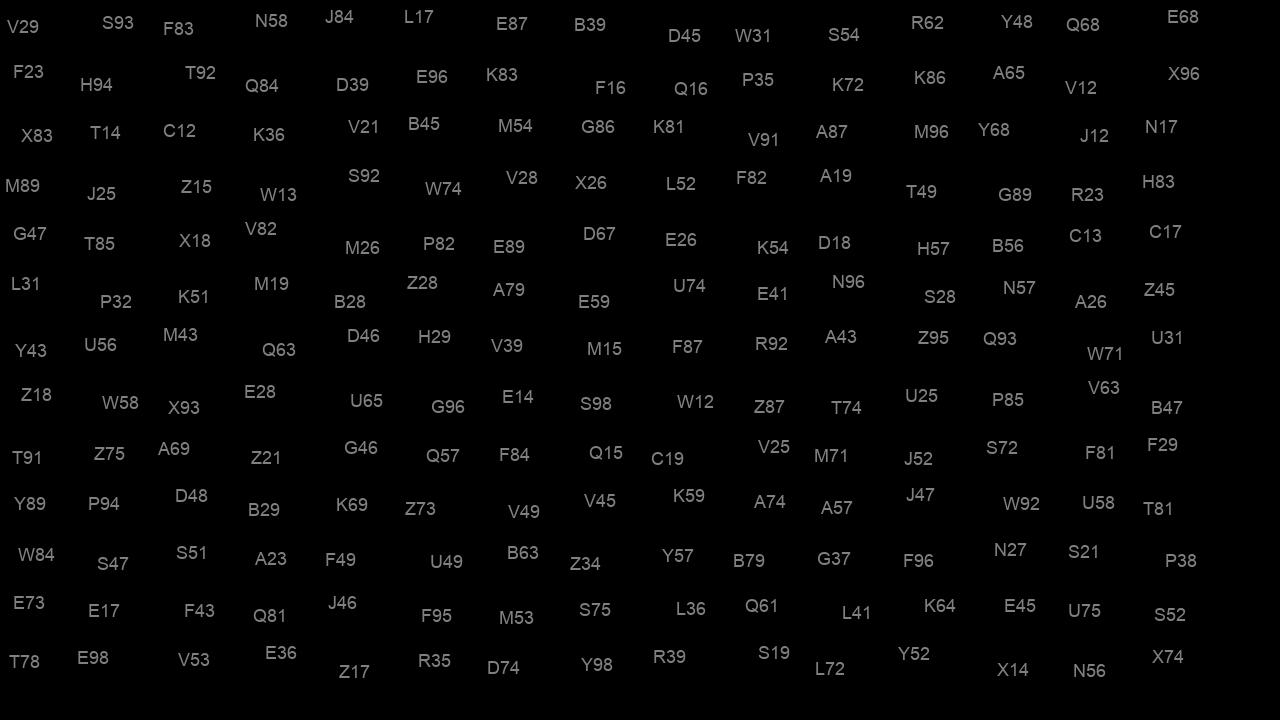 V29 S93 F83 N58 J84 L17 E87 B39 D45 W31 S54 R62 Y48 Q68 E68
F23 H94 T92 Q84 D39 E96 K83 F16 Q16 P35 K72 K86 A65 V12 X96
X83 T14 C12 K36 V21 B45 M54 G86 K81 V91 A87 M96 Y68 J12 N17
M89 J25 Z15 W13 S92 W74 V28 X26 L52 F82 A19 T49 G89 R23 H83
G47 T85 X18 V82 M26 P82 E89 D67 E26 K54 D18 H57 B56 C13 C17
L31 P32 K51 M19 B28 Z28 A79 E59 U74 E41 N96 S28 N57 A26 Z45
Y43 U56 M43 Q63 D46 H29 V39 M15 F87 R92 A43 Z95 Q93 W71 U31
Z18 W58 X93 E28 U65 G96 E14 S98 W12 Z87 T74 U25 P85 V63 B47
T91 Z75 A69 Z21 G46 Q57 F84 Q15 C19 V25 M71 J52 S72 F81 F29
Y89 P94 D48 B29 K69 Z73 V49 V45 K59 A74 A57 J47 W92 U58 T81
W84 S47 S51 A23 F49 U49 B63 Z34 Y57 B79 G37 F96 N27 S21 P38
E73 E17 F43 Q81 J46 F95 M53 S75 L36 Q61 L41 K64 E45 U75 S52
T78 E98 V53 E36 Z17 R35 D74 Y98 R39 S19 L72 Y52 X14 N56 X74